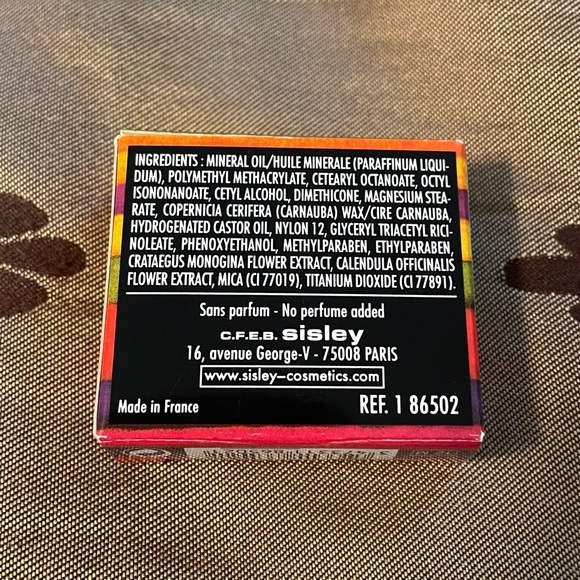 INGREDIENTS : MINERAL OIL/HUILE MINERALE (PARAFFINUM LIQUI-
DUM), POLYMETHYL METHACRYLATE, CETEARYL OCTANOATE, OCTYL
ISONONANOATE, CETYL ALCOHOL, DIMETHICONE, MAGNESIUM STEA-
RATE, COPERNICIA CERIFERA (CARNAUBA) WAX/CIRE CARNAUBA,
HYDROGENATED CASTOR OIL, NYLON 12, GLYCERYL TRIACETYL RICI-
NOLEATE, PHENOXYETHANOL, METHYLPARABEN, ETHYLPARABEN,
CRATAEGUS MONOGINA FLOWER EXTRACT, CALENDULA OFFICINALIS
FLOWER EXTRACT, MICA (CI 77019), TITANIUM DIOXIDE (CI 77891).
Sans parfum - No perfume added
C.F.E.B. sisley
16, avenue George-V - 75008 PARIS
www.sisley-cosmetics.com
Made in France REF. 1 86502